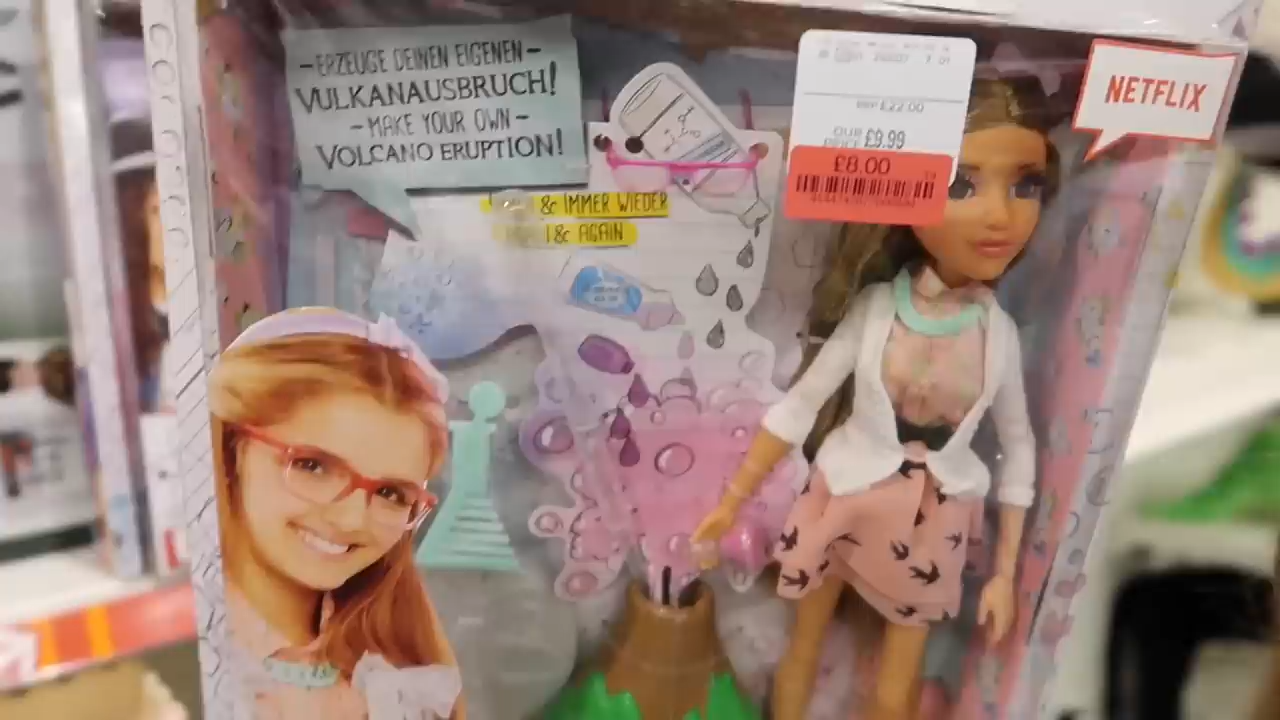 -ERZEUGE DEINEN EIGENEN-
VULKANAUSBRUCH!
-MAKE YOUR OWN-
VOLCANO ERUPTION!
& IMMER WIEDER
& AGAIN
£22.00
OUR PRICE £9.99
£8.00
NETFLIX